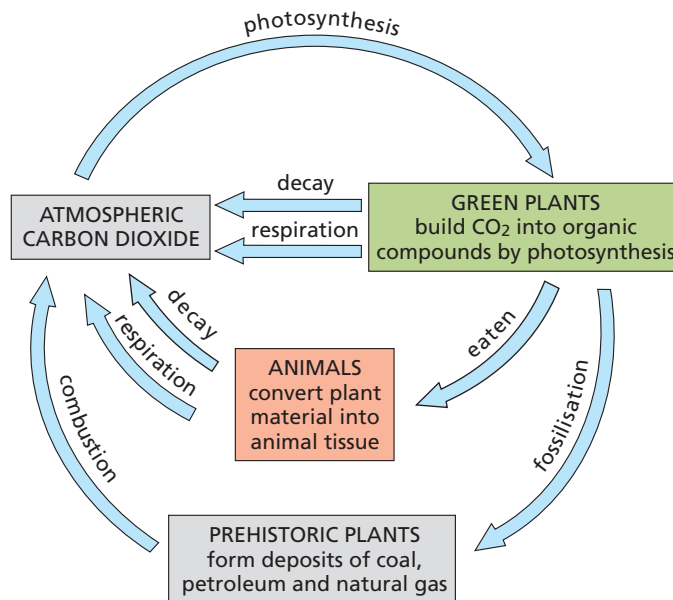 photosynthesis
ATMOSPHERIC
CARBON DIOXIDE
decay
respiration
GREEN PLANTS
build CO₂ into organic
compounds by photosynthesis
decay
respiration
combustion
ANIMALS
convert plant
material into
animal tissue
eaten
fossilisation
PREHISTORIC PLANTS
form deposits of coal,
petroleum and natural gas